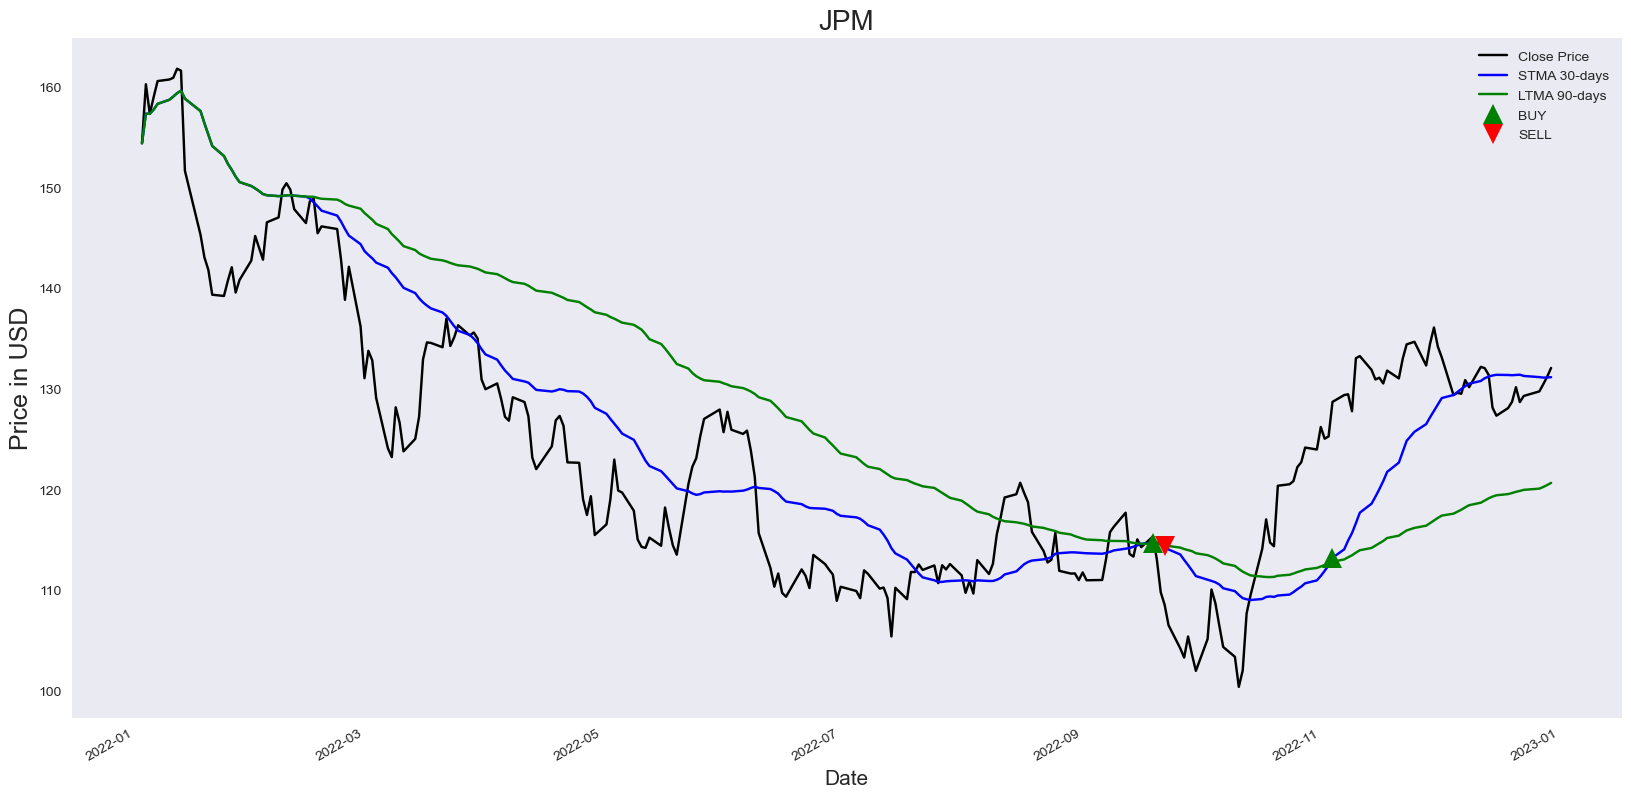 JPM
Close Price
STMA 30-days
LTMA 90-days
BUY
SELL
Price in USD
160
150
140
130
120
110
100
2022-01
2022-03
2022-05
2022-07
2022-09
2022-11
2023-01
Date